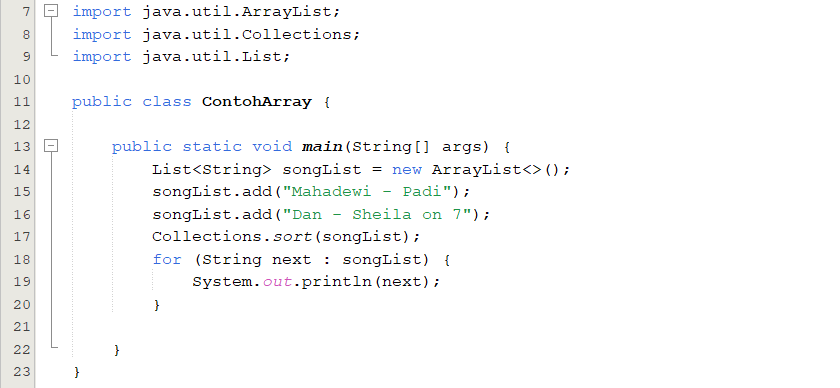 7 import java.util.ArrayList;
8 import java.util.Collections;
9 import java.util.List;
10
11 public class ContohArray {
12
13 public static void main(String[] args) {
14 List<String> songList = new ArrayList<>();
15 songList.add("Mahadewi - Padi");
16 songList.add("Dan - Sheila on 7");
17 Collections.sort(songList);
18 for (String next : songList) {
19 System.out.println(next);
20 }
21
22 }
23 }